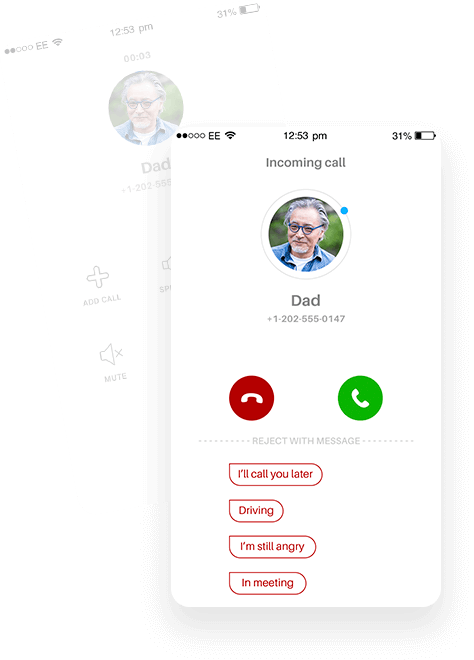 EE 12:53 pm 31%
00:03
Dad
+1-202-555
ADD CALL
MUTE
EE 12:53 pm 31%
Incoming call
Dad
+1-202-555-0147
REJECT WITH MESSAGE
I'll call you later
Driving
I'm still angry
In meeting